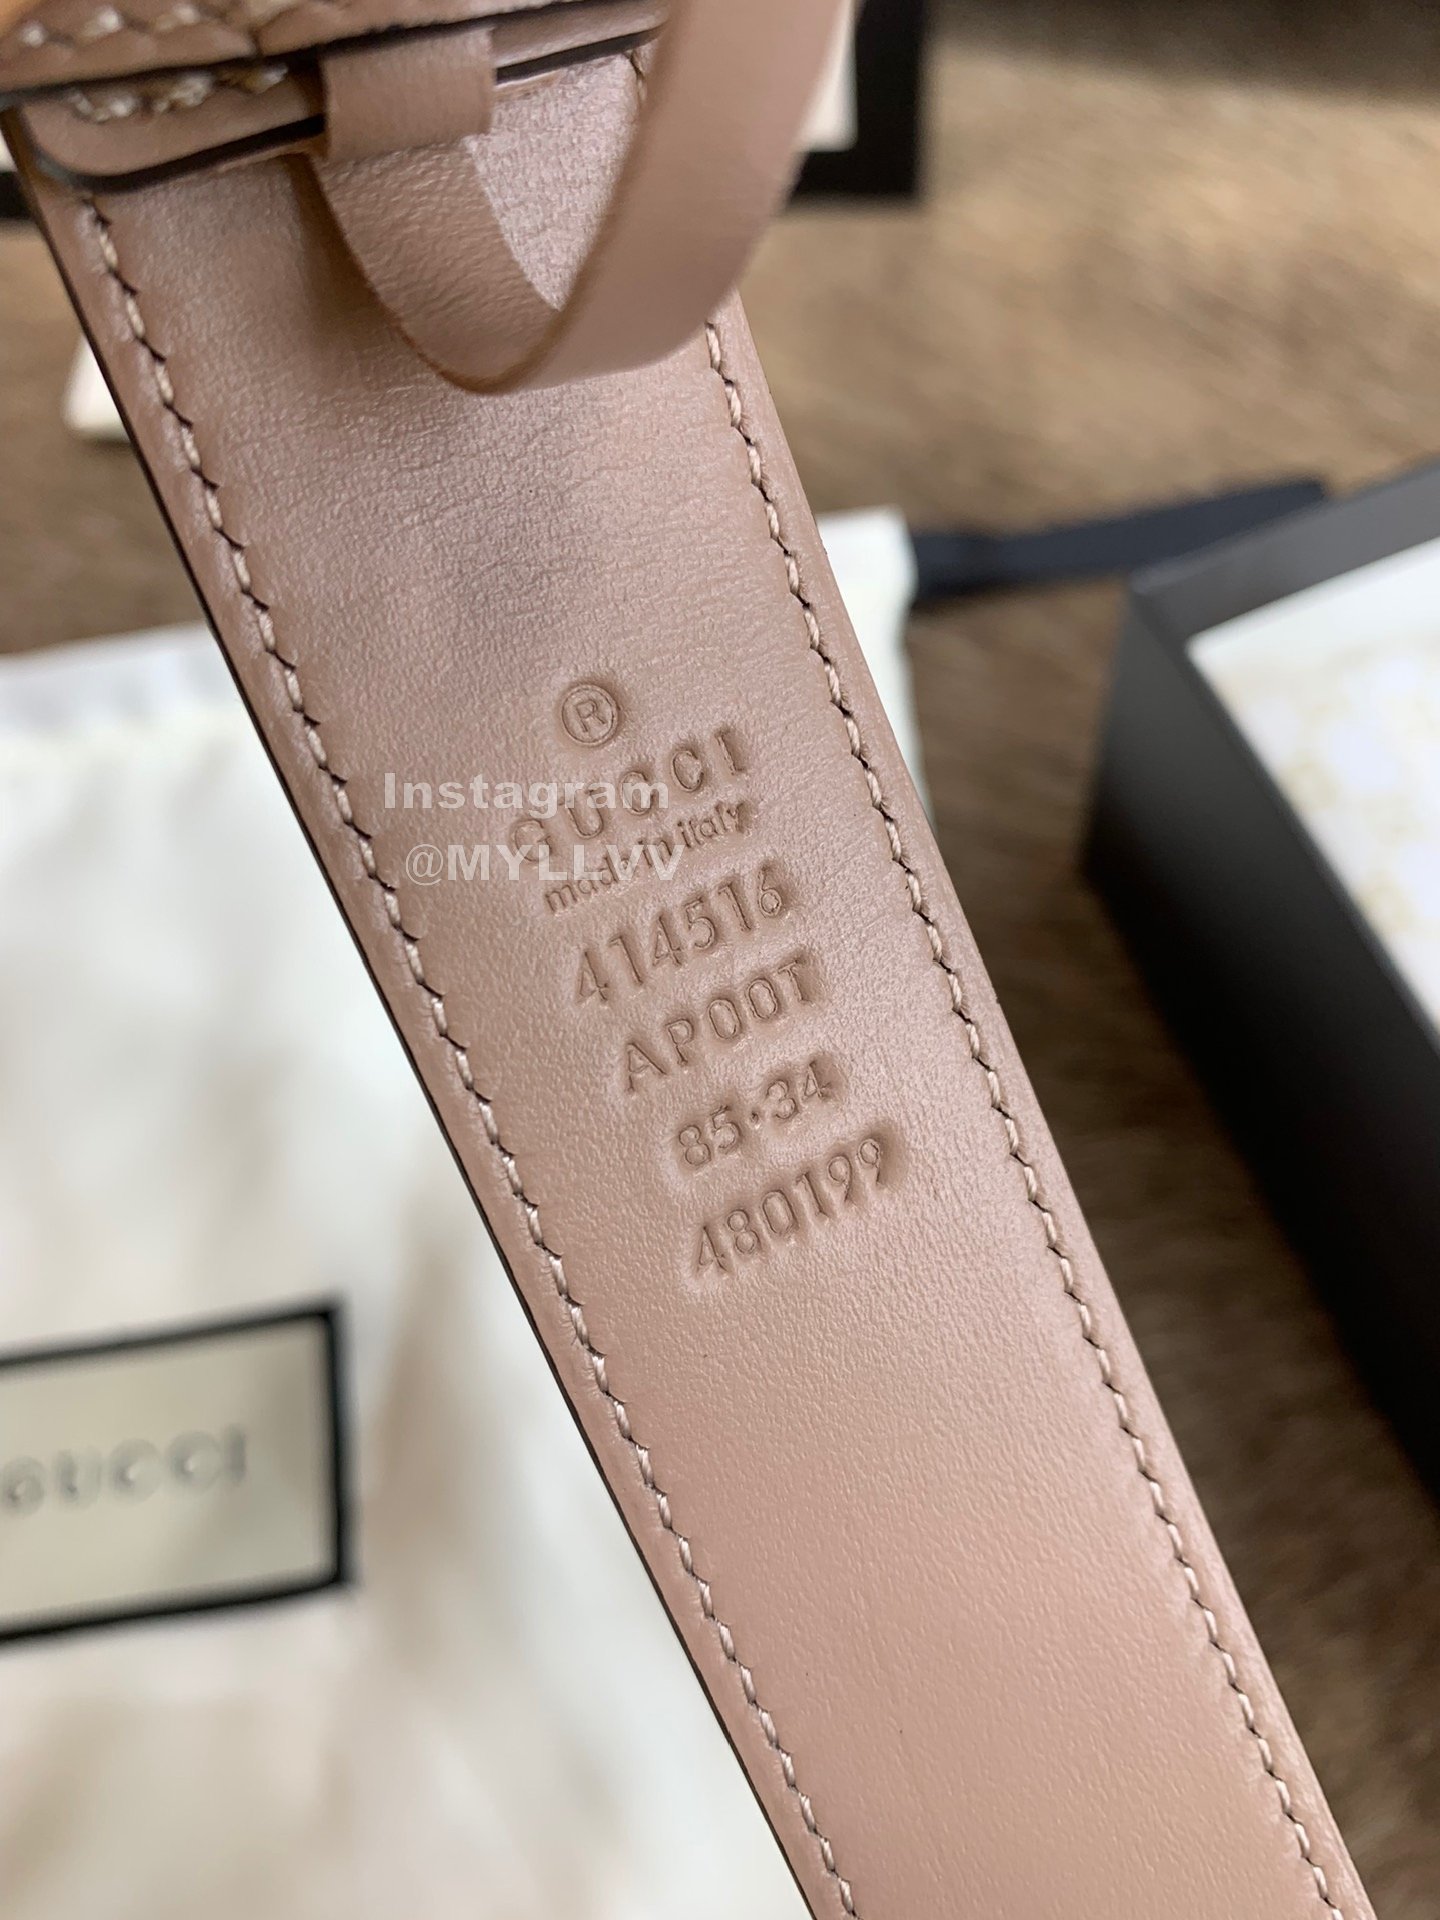 ®
GUCCI
made in italy
414516
AP00T
85·34
480199
Instagram
@MYLLVV
GUCCI